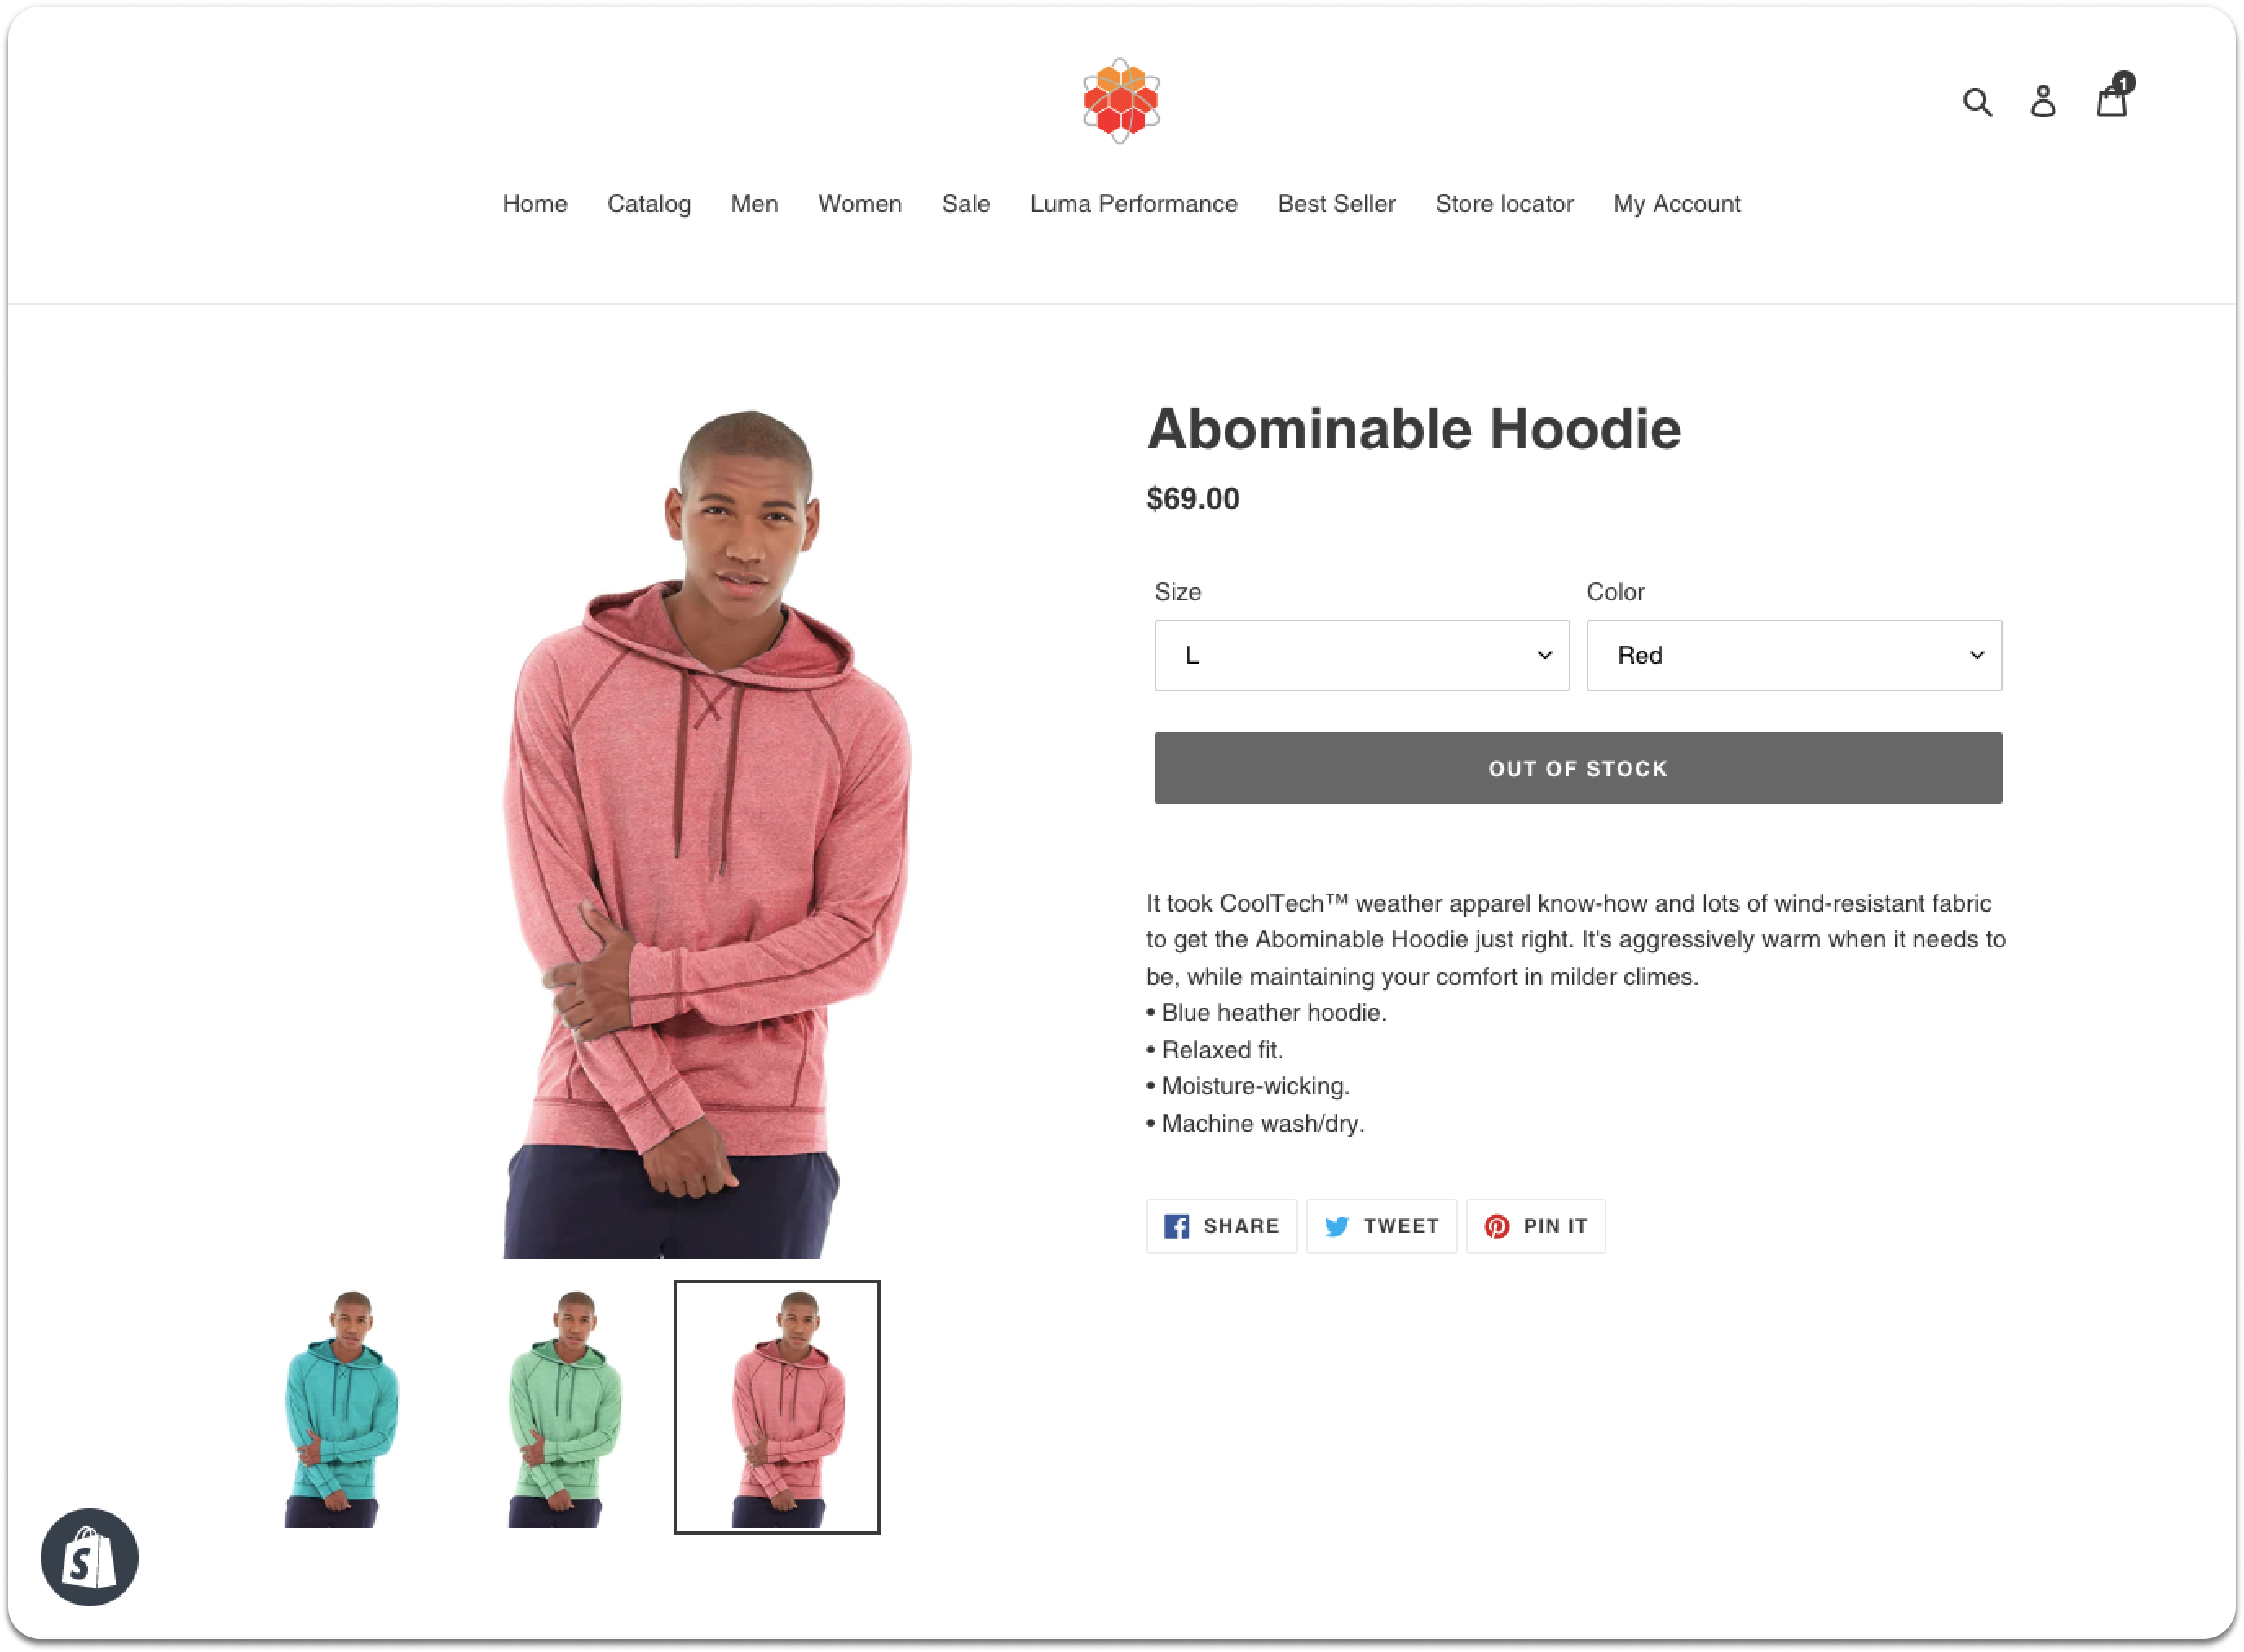 1
Home Catalog Men Women Sale Luma Performance Best Seller Store locator My Account
Abominable Hoodie
$69.00
Size Color
L Red
OUT OF STOCK
It took CoolTech™ weather apparel know-how and lots of wind-resistant fabric
to get the Abominable Hoodie just right. It's aggressively warm when it needs to
be, while maintaining your comfort in milder climes.
• Blue heather hoodie.
• Relaxed fit.
• Moisture-wicking.
• Machine wash/dry.
SHARE TWEET PIN IT
S